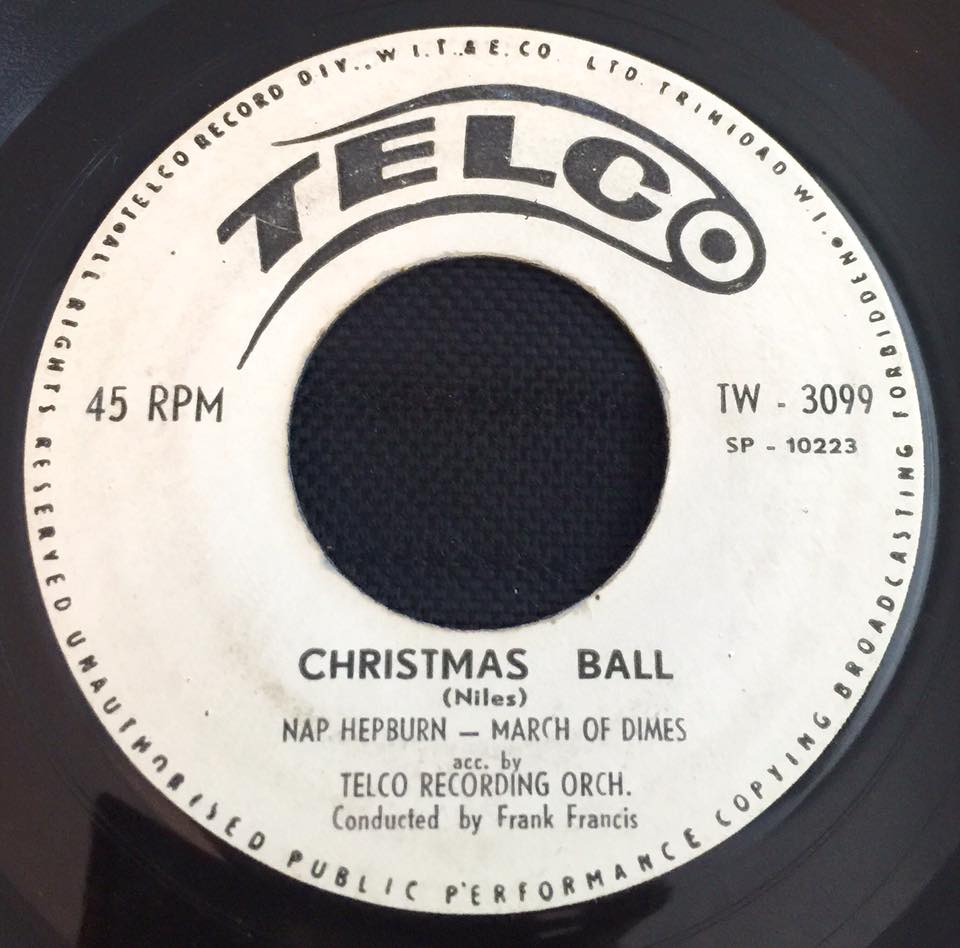 TELCO RECORD DIV.. W I.T.&E. CO. LTD. TRINIDAD W.I.
TELCO
45 RPM
TW - 3099
SP - 10223
CHRISTMAS BALL
(Niles)
NAP HEPBURN — MARCH OF DIMES
acc. by
TELCO RECORDING ORCH.
Conducted by Frank Francis
ALL RIGHTS RESERVED UNAUTHORISED PUBLIC PERFORMANCE COPYING BROADCASTING FORBIDDEN